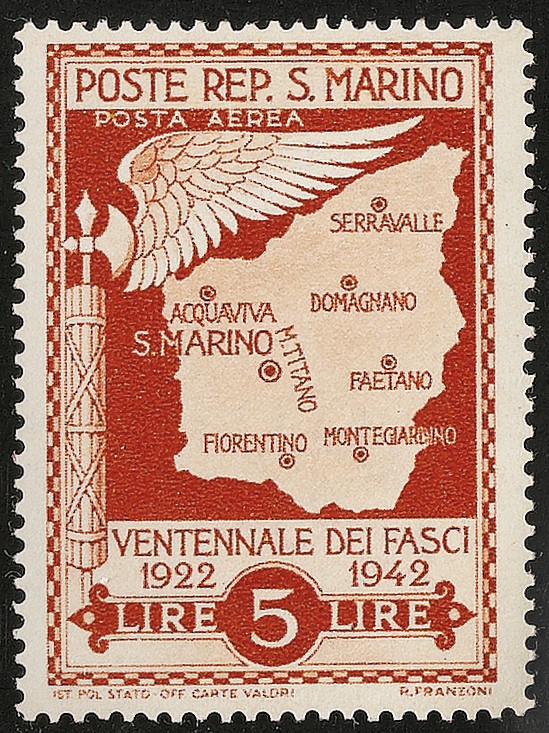 POSTE REP. S. MARINO
POSTA AEREA
SERRAVALLE
ACQUAVIVA
DOMAGNANO
S. MARINO
M. TITANO
FAETANO
FIORENTINO
MONTEGIARDINO
VENTENNALE DEI FASCI
1922 1942
LIRE 5 LIRE
IST. POL. STATO - OFF. CARTE VALORI R. FRANZONI